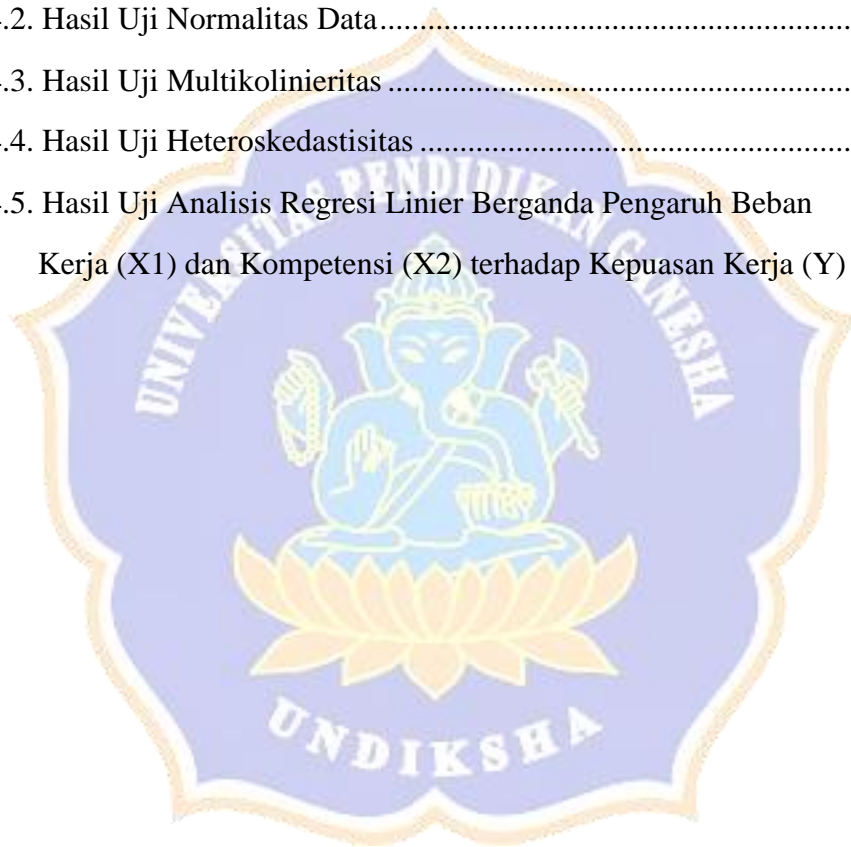 .2. Hasil Uji Normalitas Data............................................................
.3. Hasil Uji Multikolinieritas ............................................................
.4. Hasil Uji Heteroskedastisitas ........................................................
.5. Hasil Uji Analisis Regresi Linier Berganda Pengaruh Beban
Kerja (X1) dan Kompetensi (X2) terhadap Kepuasan Kerja (Y)
UNIVERSITAS PENDIDIKAN GANESHA
UNDIKSHA